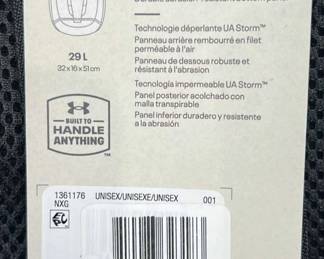 Technologie déperlante UA Storm™
Panneau arrière rembourré en filet
perméable à l'air
Panneau de dessous robuste et
résistant à l'abrasion
Tecnología impermeable UA Storm™
Panel posterior acolchado con
malla transpirable
Panel inferior duradero y resistente
a la abrasión
29 L
32x16x51cm
BUILT TO
HANDLE
ANYTHING™
1361176 UNISEX/UNISEXE/UNISEX 001
NXG